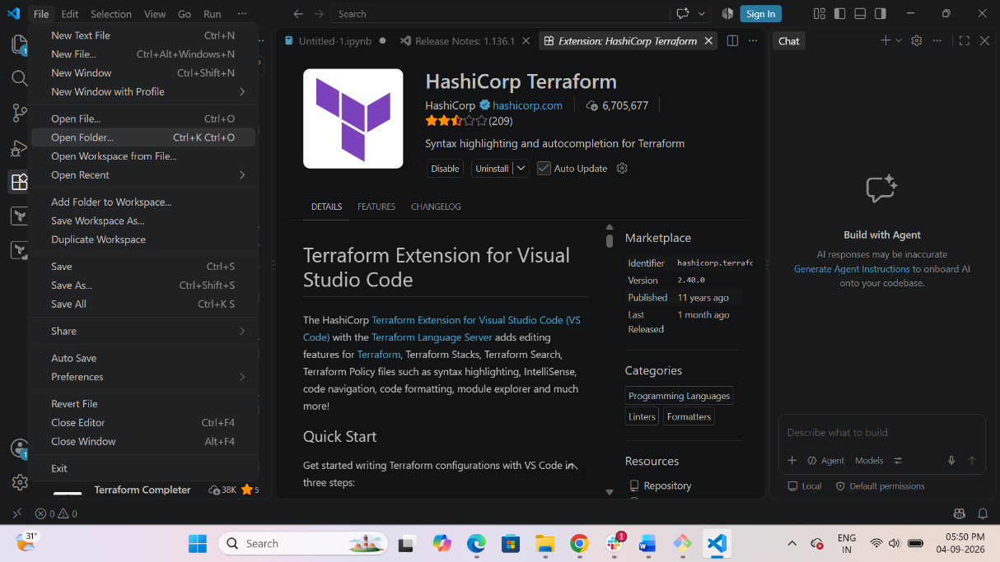 File Edit Selection View Go Run ···
Search
Sign In
New Text File Ctrl+N
New File... Ctrl+Alt+Windows+N
New Window Ctrl+Shift+N
New Window with Profile
Open File... Ctrl+O
Open Folder... Ctrl+K Ctrl+O
Open Workspace from File...
Open Recent
Add Folder to Workspace...
Save Workspace As...
Duplicate Workspace
Save Ctrl+S
Save As... Ctrl+Shift+S
Save All Ctrl+K S
Share
Auto Save
Preferences
Revert File
Close Editor Ctrl+F4
Close Window Alt+F4
Exit
1
1
Terraform Completer 38K 5
Untitled-1.ipynb
Release Notes: 1.136.1
Extension: HashiCorp Terraform
HashiCorp Terraform
HashiCorp hashicorp.com 6,705,677
(209)
Syntax highlighting and autocompletion for Terraform
Disable Uninstall Auto Update
DETAILS FEATURES CHANGELOG
Terraform Extension for Visual
Studio Code
The HashiCorp Terraform Extension for Visual Studio Code (VS
Code) with the Terraform Language Server adds editing
features for Terraform, Terraform Stacks, Terraform Search,
Terraform Policy files such as syntax highlighting, IntelliSense,
code navigation, code formatting, module explorer and much
more!
Quick Start
Get started writing Terraform configurations with VS Code in
three steps:
Marketplace
Identifier hashicorp.terrafo
Version 2.40.0
Published 11 years ago
Last 1 month ago
Released
Categories
Programming Languages
Linters Formatters
Resources
Repository
Chat
Build with Agent
AI responses may be inaccurate
Generate Agent Instructions to onboard AI
onto your codebase.
Describe what to build
Agent Models
Local Default permissions
0 0
31°
Search
1
ENG
IN
05:50 PM
04-09-2026